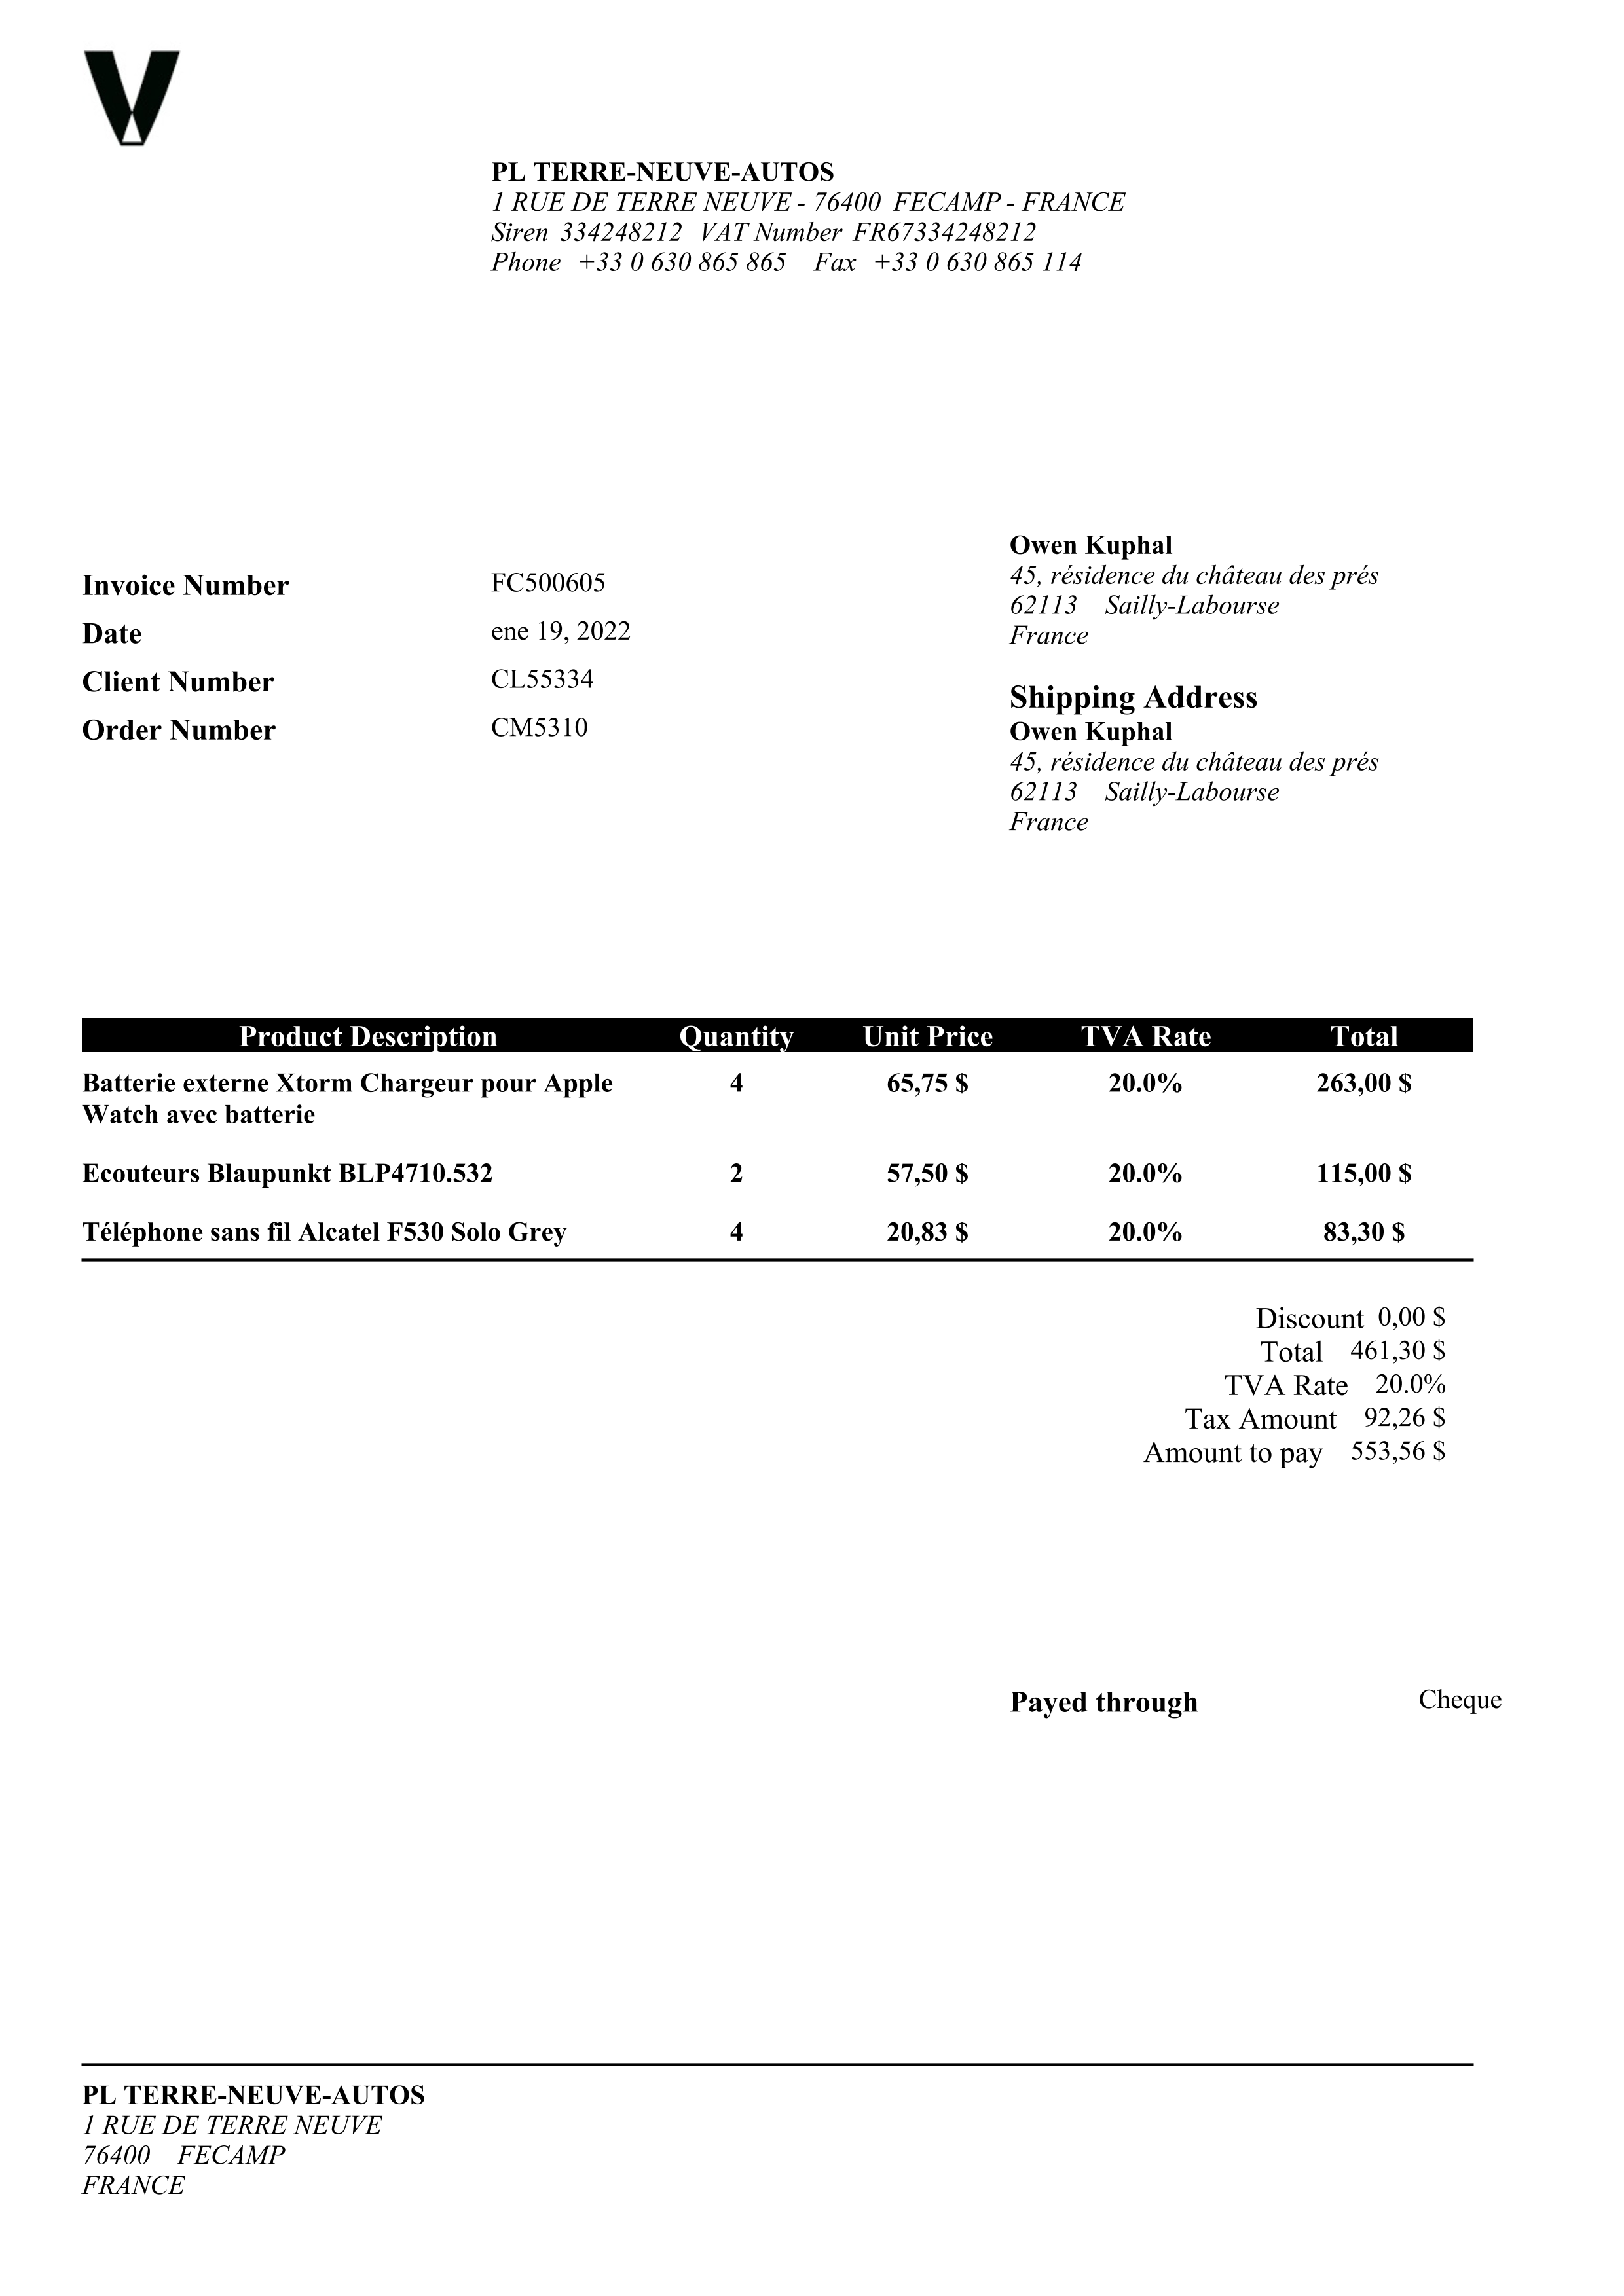 V
PL TERRE-NEUVE-AUTOS
1 RUE DE TERRE NEUVE - 76400 FECAMP - FRANCE
Siren 334248212 VAT Number FR67334248212
Phone +33 0 630 865 865 Fax +33 0 630 865 114
Invoice Number FC500605
Date ene 19, 2022
Client Number CL55334
Order Number CM5310
Owen Kuphal
45, résidence du château des prés
62113 Sailly-Labourse
France
Shipping Address
Owen Kuphal
45, résidence du château des prés
62113 Sailly-Labourse
France
Product Description Quantity Unit Price TVA Rate Total
Batterie externe Xtorm Chargeur pour Apple 4 65,75 $ 20.0% 263,00 $
Watch avec batterie
Ecouteurs Blaupunkt BLP4710.532 2 57,50 $ 20.0% 115,00 $
Téléphone sans fil Alcatel F530 Solo Grey 4 20,83 $ 20.0% 83,30 $
Discount 0,00 $
Total 461,30 $
TVA Rate 20.0%
Tax Amount 92,26 $
Amount to pay 553,56 $
Payed through Cheque
PL TERRE-NEUVE-AUTOS
1 RUE DE TERRE NEUVE
76400 FECAMP
FRANCE